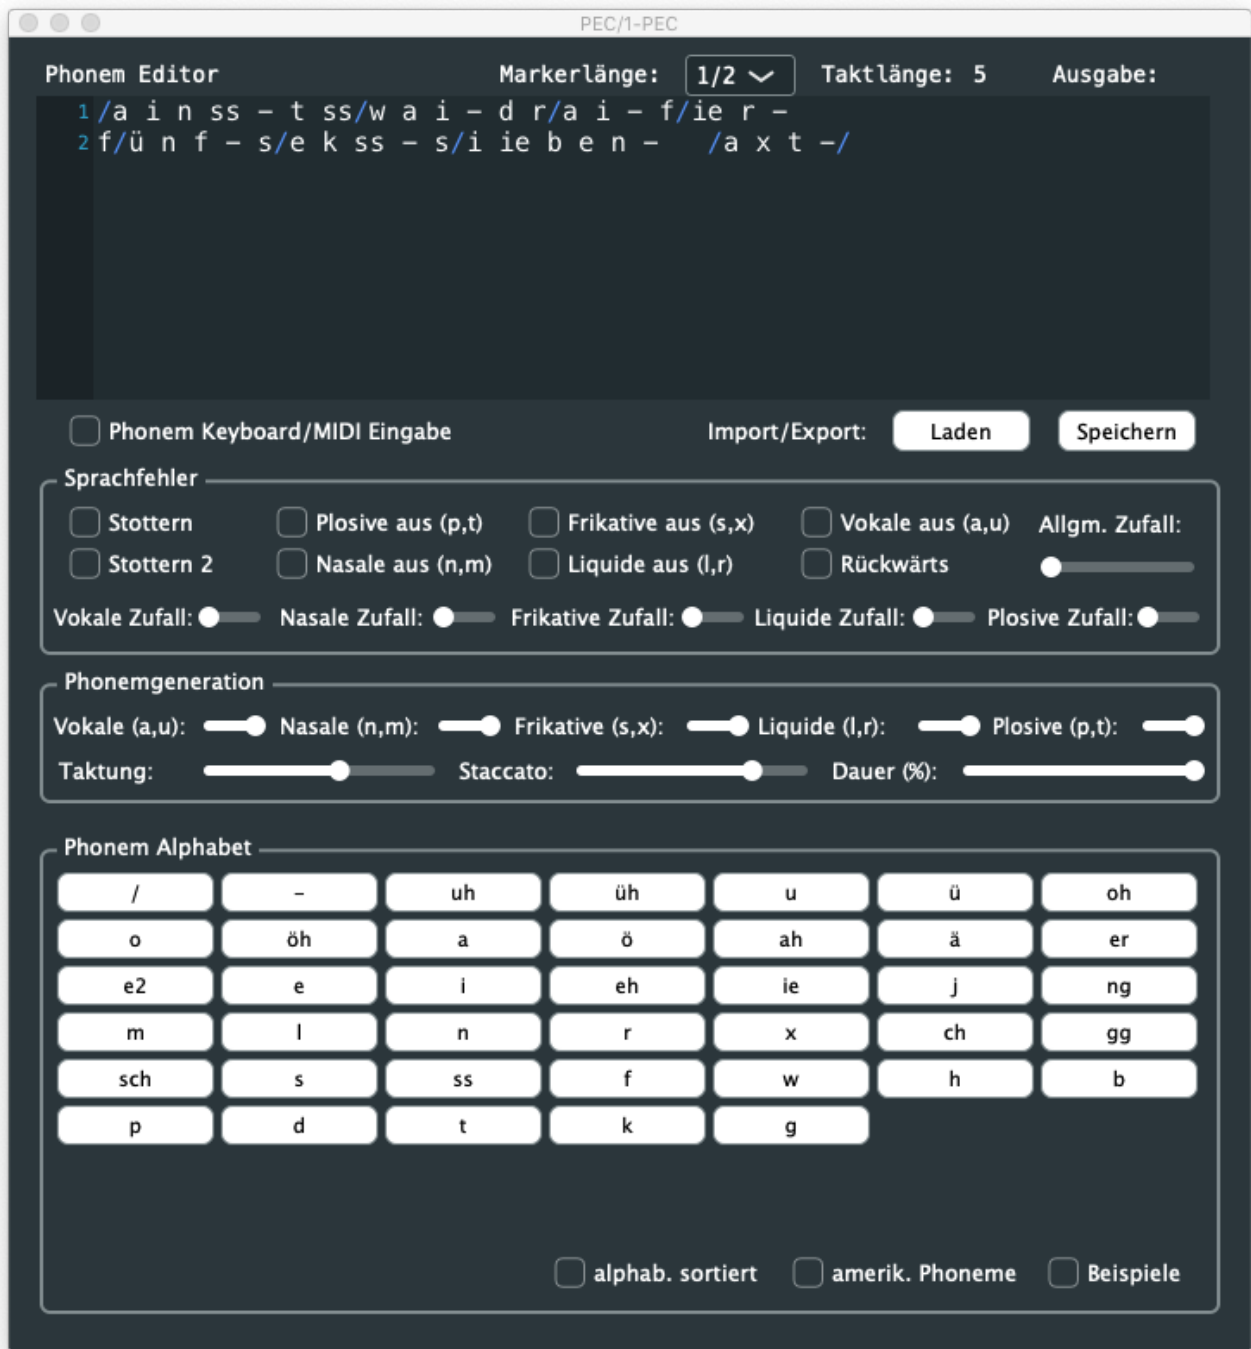 PEC/1-PEC
Phonem Editor Markerlänge: 1/2 Taktlänge: 5 Ausgabe:
1 /a i n ss – t ss/w a i – d r/a i – f/ie r –
2 f/ü n f – s/e k ss – s/i ie b e n – /a x t –/
Phonem Keyboard/MIDI Eingabe Import/Export: Laden Speichern
Sprachfehler
Stottern Plosive aus (p,t) Frikative aus (s,x) Vokale aus (a,u) Allgm. Zufall:
Stottern 2 Nasale aus (n,m) Liquide aus (l,r) Rückwärts
Vokale Zufall: Nasale Zufall: Frikative Zufall: Liquide Zufall: Plosive Zufall:
Phonemgeneration
Vokale (a,u): Nasale (n,m): Frikative (s,x): Liquide (l,r): Plosive (p,t):
Taktung: Staccato: Dauer (%):
Phonem Alphabet
/ – uh üh u ü oh
o öh a ö ah ä er
e2 e i eh ie j ng
m l n r x ch gg
sch s ss f w h b
p d t k g
alphab. sortiert amerik. Phoneme Beispiele